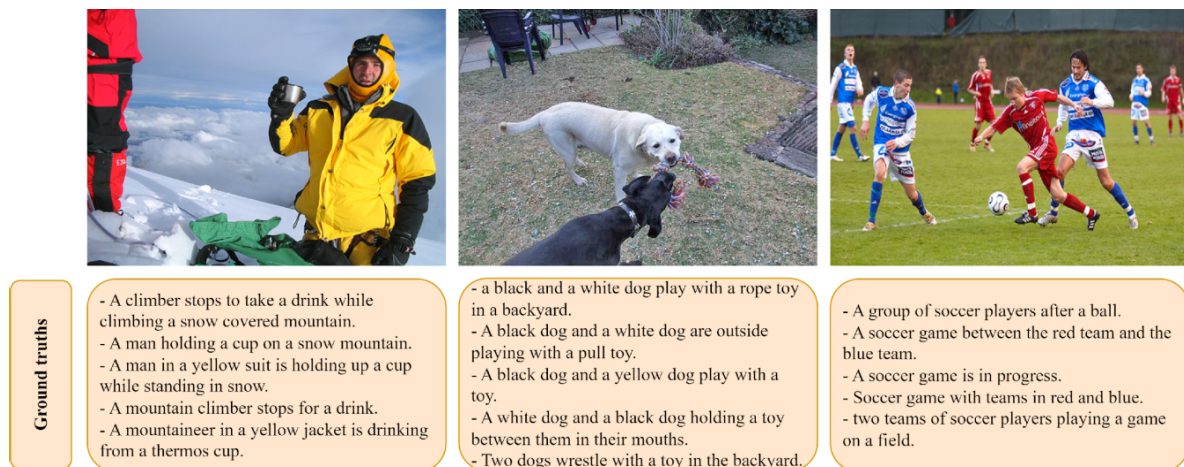 Ground truths
- A climber stops to take a drink while
climbing a snow covered mountain.
- A man holding a cup on a snow mountain.
- A man in a yellow suit is holding up a cup
while standing in snow.
- A mountain climber stops for a drink.
- A mountaineer in a yellow jacket is drinking
from a thermos cup.
- a black and a white dog play with a rope toy
in a backyard.
- A black dog and a white dog are outside
playing with a pull toy.
- A black dog and a yellow dog play with a
toy.
- A white dog and a black dog holding a toy
between them in their mouths.
- Two dogs wrestle with a toy in the backyard.
- A group of soccer players after a ball.
- A soccer game between the red team and the
blue team.
- A soccer game is in progress.
- Soccer game with teams in red and blue.
- two teams of soccer players playing a game
on a field.